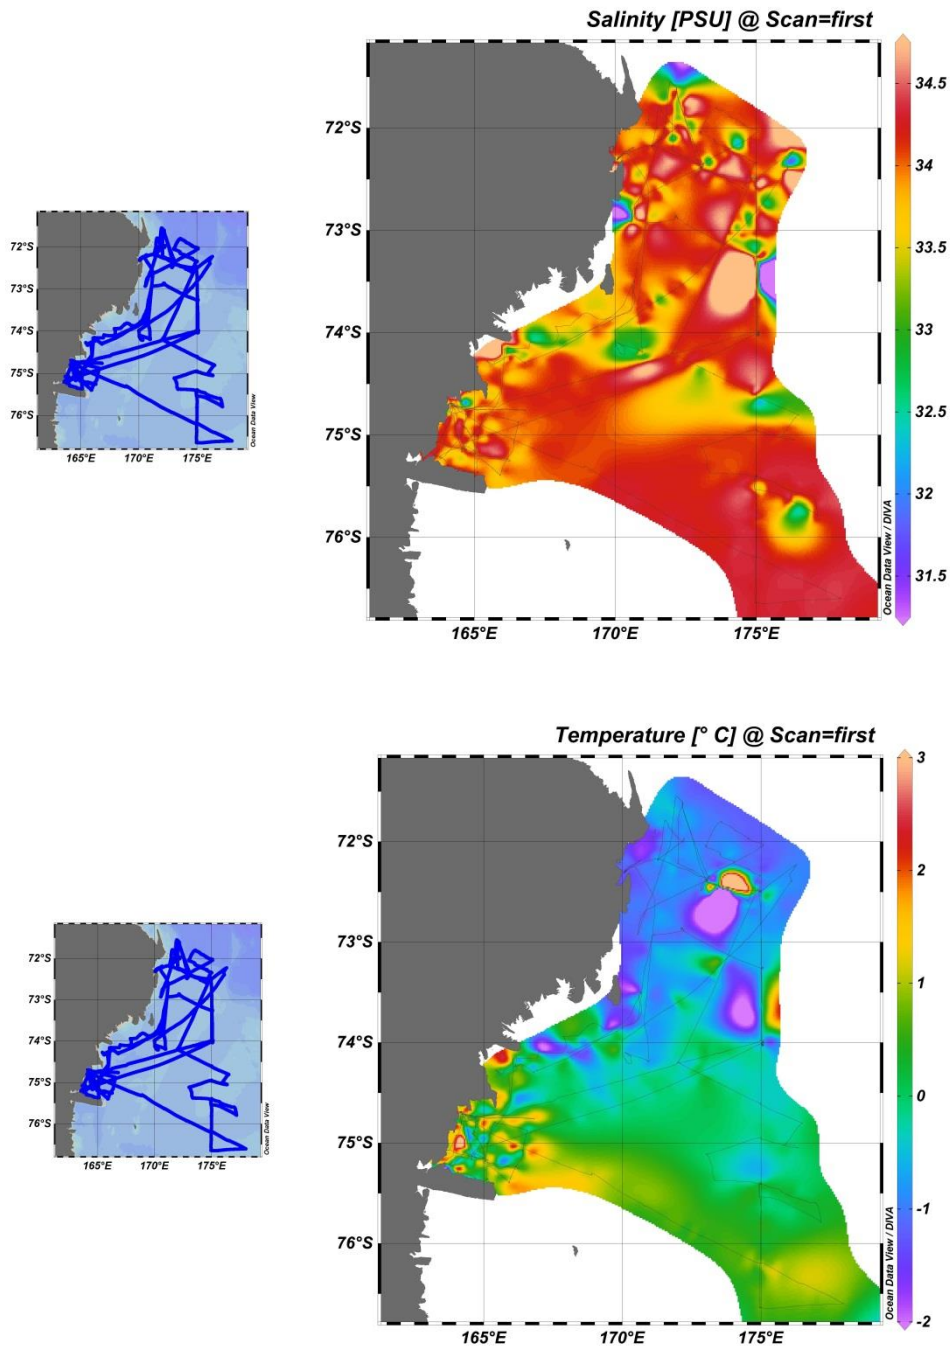 Salinity [PSU] @ Scan=first
72°S
73°S
74°S
75°S
76°S
165°E
170°E
175°E
34.5
34
33.5
33
32.5
32
31.5
Ocean Data View / DIVA
72°S
73°S
74°S
75°S
76°S
165°E
170°E
175°E
Ocean Data View
Temperature [° C] @ Scan=first
72°S
73°S
74°S
75°S
76°S
165°E
170°E
175°E
3
2
1
0
-1
-2
Ocean Data View / DIVA
72°S
73°S
74°S
75°S
76°S
165°E
170°E
175°E
Ocean Data View